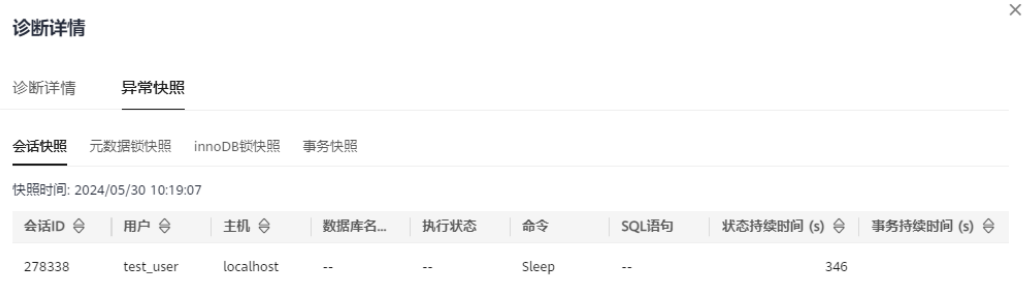 诊断详情
诊断详情 异常快照
会话快照 元数据锁快照 innoDB锁快照 事务快照
快照时间: 2024/05/30 10:19:07
会话ID 用户 主机 数据库名... 执行状态 命令 SQL语句 状态持续时间 (s) 事务持续时间 (s)
278338 test_user localhost -- -- Sleep -- 346